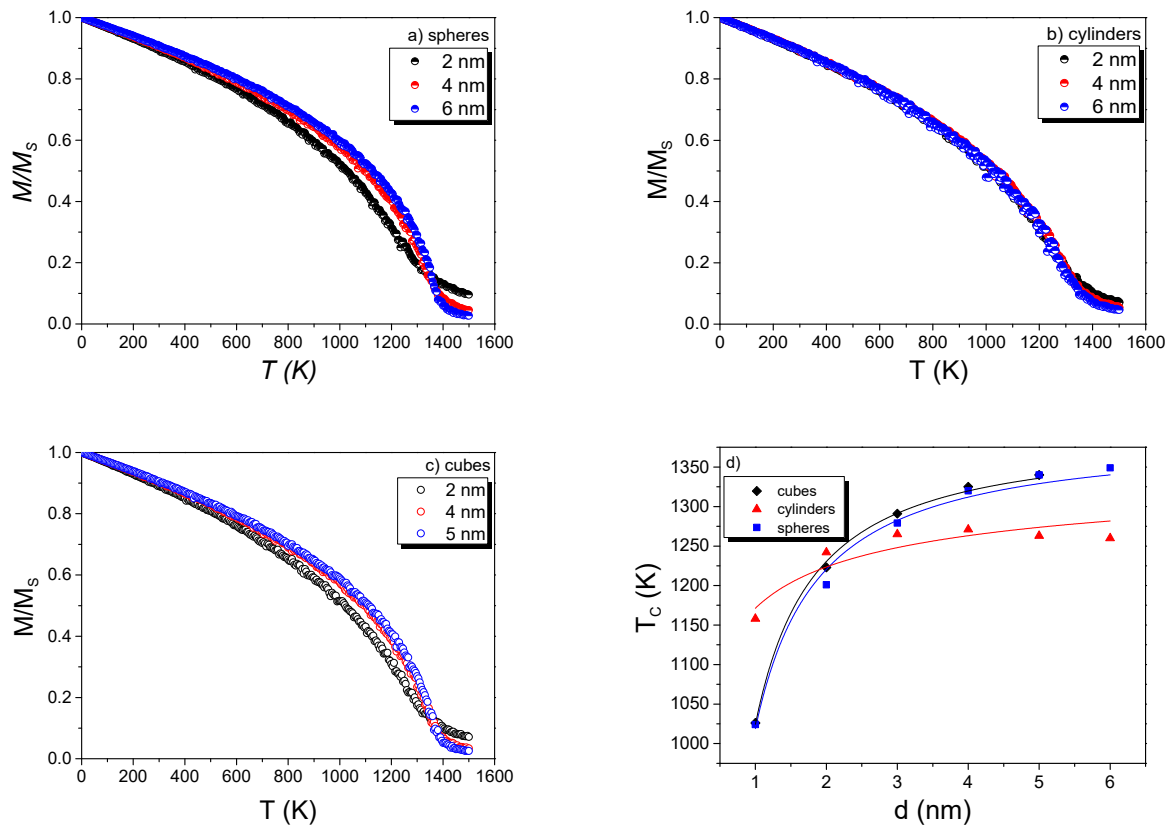 a) spheres
2 nm
4 nm
6 nm
1.0
0.8
0.6
0.4
0.2
0.0
M/Ms
0 200 400 600 800 1000 1200 1400 1600
T (K)
b) cylinders
2 nm
4 nm
6 nm
1.0
0.8
0.6
0.4
0.2
0.0
M/Ms
0 200 400 600 800 1000 1200 1400 1600
T (K)
c) cubes
2 nm
4 nm
5 nm
1.0
0.8
0.6
0.4
0.2
0.0
M/Ms
0 200 400 600 800 1000 1200 1400 1600
T (K)
d)
cubes
cylinders
spheres
1350
1300
1250
1200
1150
1100
1050
1000
TC (K)
1 2 3 4 5 6
d (nm)